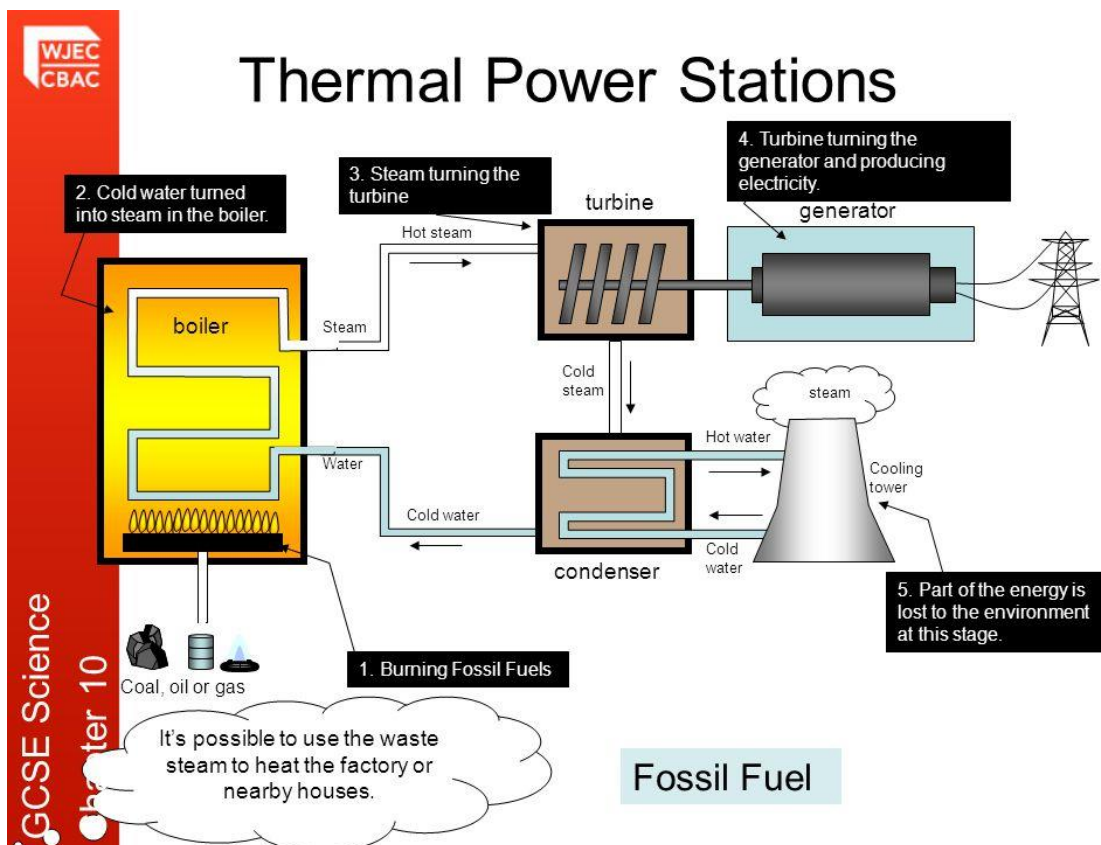 WJEC
CBAC
Thermal Power Stations
4. Turbine turning the
generator and producing
electricity.
3. Steam turning the
turbine
2. Cold water turned
into steam in the boiler.
turbine
generator
Hot steam
boiler
Steam
Cold
steam
steam
Hot water
Water
Cooling
tower
Cold water
Cold
water
condenser
5. Part of the energy is
lost to the environment
at this stage.
1. Burning Fossil Fuels
Coal, oil or gas
It's possible to use the waste
steam to heat the factory or
nearby houses.
Fossil Fuel
GCSE Science
Chapter 10